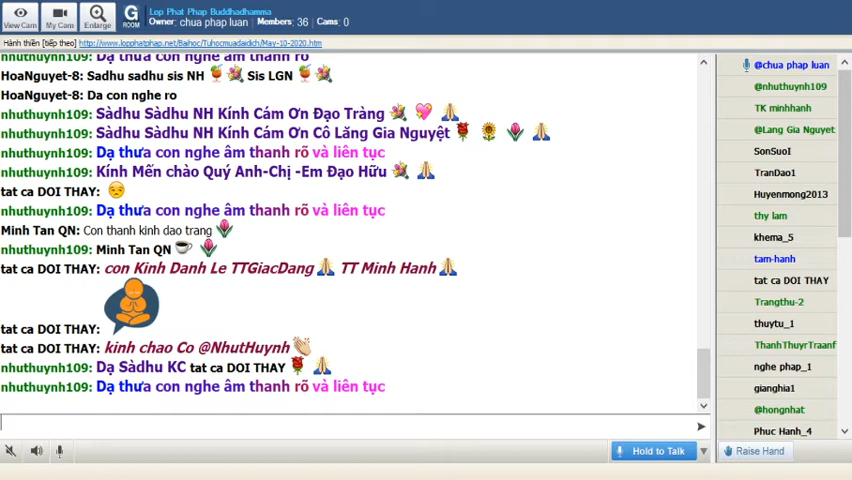 Lop Phat Phap Buddhadhamma
Owner: chua phap luan Members: 36 Cams: 0
View Cam
My Cam
Enlarge
G
ROOM
Hành thiền [tiếp theo] http://www.lopphatphap.net/Baihoc/Tuhocmuadaidich/May-10-2020.htm
nhuthuynh109: Dạ thưa con nghe âm thanh rõ
HoaNguyet-8: Sadhu sadhu sis NH Sis LGN
HoaNguyet-8: Da con nghe ro
nhuthuynh109: Sàdhu Sàdhu NH Kính Cám Ơn Đạo Tràng
nhuthuynh109: Sàdhu Sàdhu NH Kính Cám Ơn Cô Lăng Gia Nguyệt
nhuthuynh109: Dạ thưa con nghe âm thanh rõ và liên tục
nhuthuynh109: Kính Mến chào Quý Anh-Chị -Em Đạo Hữu
tat ca DOI THAY:
nhuthuynh109: Dạ thưa con nghe âm thanh rõ và liên tục
Minh Tan QN: Con thanh kinh dao trang
nhuthuynh109: Minh Tan QN
tat ca DOI THAY: con Kinh Danh Le TTGiacDang TT Minh Hanh
tat ca DOI THAY:
tat ca DOI THAY: kinh chao Co @NhutHuynh
nhuthuynh109: Dạ Sàdhu KC tat ca DOI THAY
nhuthuynh109: Dạ thưa con nghe âm thanh rõ và liên tục
Hold to Talk
@chua phap luan
@nhuthuynh109
TK minhhanh
@Lang Gia Nguyet
SonSuoI
TranDao1
Huyenmong2013
thy lam
khema_5
tam-hanh
tat ca DOI THAY
Trangthu-2
thuytu_1
ThanhThuyrTraanf
nghe phap_1
gianghia1
@hongnhat
Phuc Hanh_4
Raise Hand